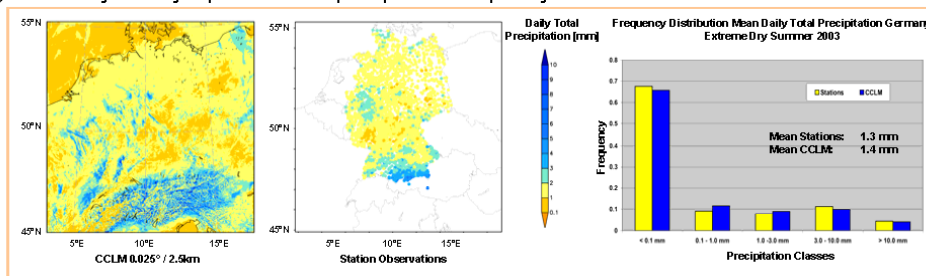 Daily Total
Precipitation [mm]
Frequency Distribution Mean Daily Total Precipitation Germany
Extreme Dry Summer 2003
55°N
50°N
45°N
5°E
10°E
15°E
CCLM 0.025° / 2.5km
55°N
50°N
45°N
5°E
10°E
15°E
Station Observations
10
9
8
7
6
5
4
3
2
1
0.1
Frequency
0.8
0.7
0.6
0.5
0.4
0.3
0.2
0.1
0
Stations
CCLM
Mean Stations: 1.3 mm
Mean CCLM: 1.4 mm
< 0.1 mm
0.1 - 1.0 mm
1.0 -3.0 mm
3.0 - 10.0 mm
> 10.0 mm
Precipitation Classes